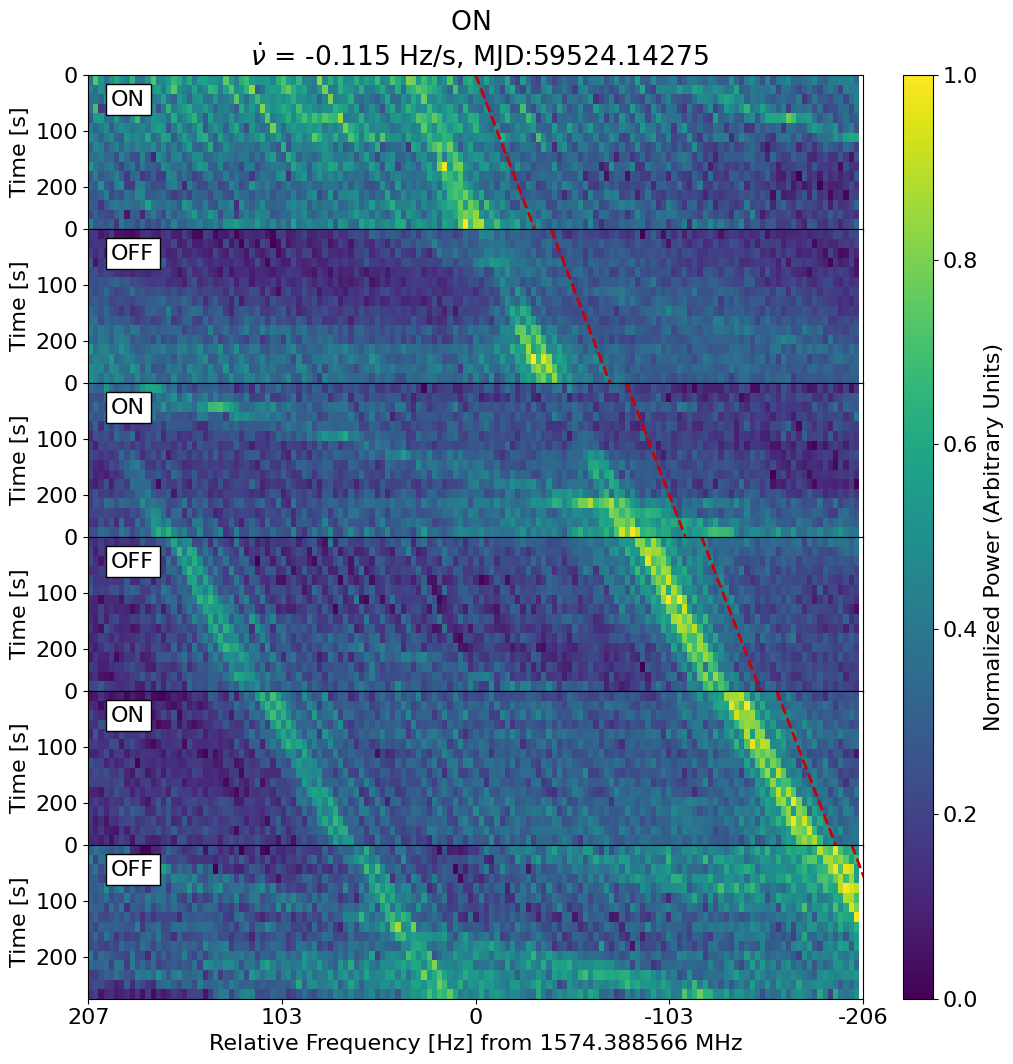 ON
ν̇ = -0.115 Hz/s, MJD:59524.14275
0
ON
100
200
Time [s]
0
OFF
100
200
Time [s]
0
ON
100
200
Time [s]
0
OFF
100
200
Time [s]
0
ON
100
200
Time [s]
0
OFF
100
200
Time [s]
207 103 0 -103 -206
Relative Frequency [Hz] from 1574.388566 MHz
1.0
0.8
0.6
0.4
0.2
0.0
Normalized Power (Arbitrary Units)